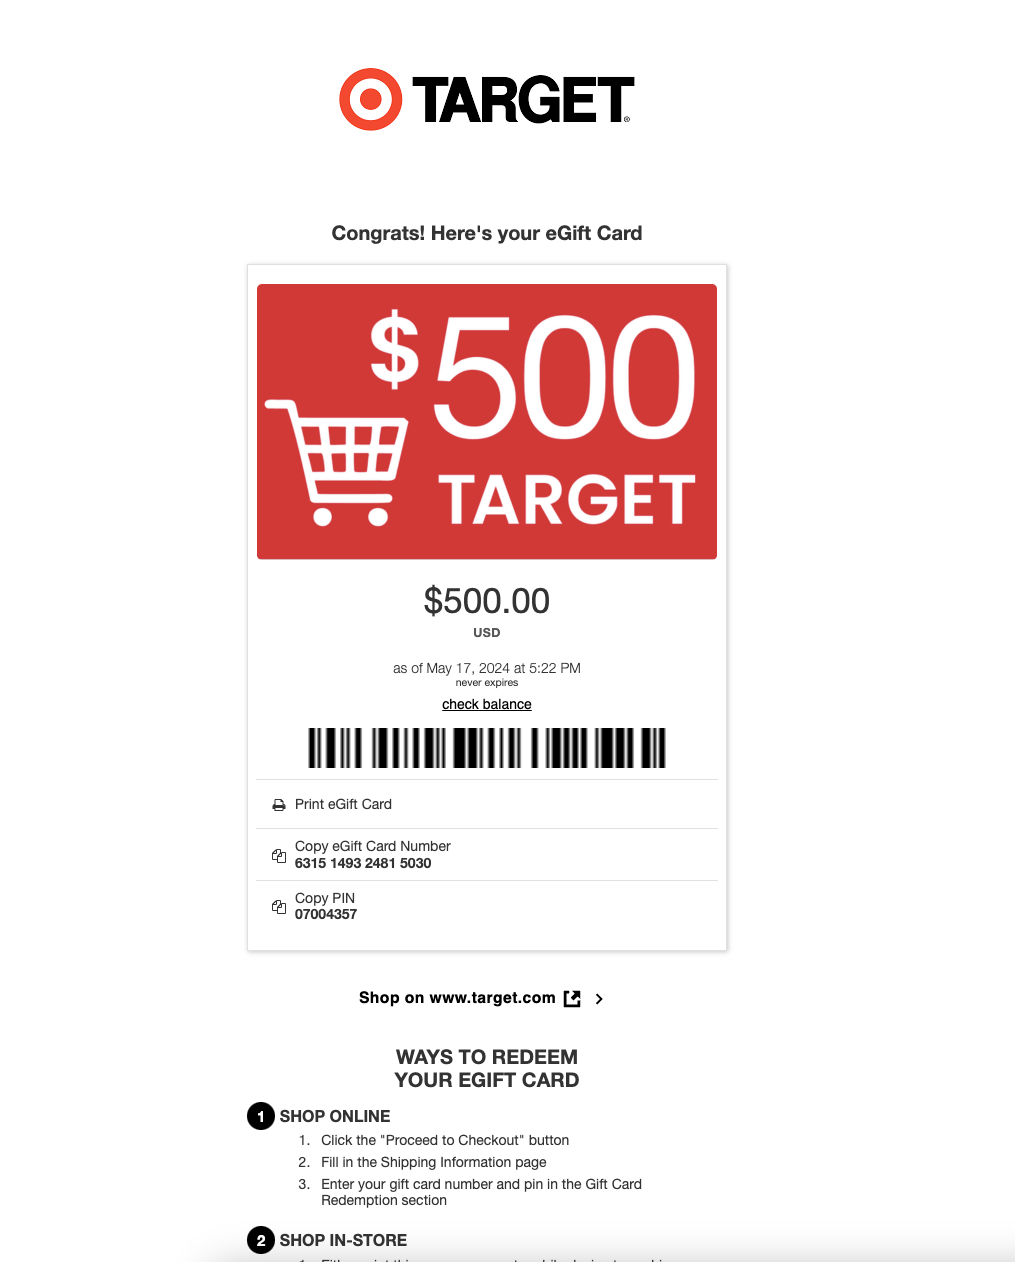 TARGET®
Congrats! Here's your eGift Card
$500
TARGET
$500.00
USD
as of May 17, 2024 at 5:22 PM
never expires
check balance
Print eGift Card
Copy eGift Card Number
6315 1493 2481 5030
Copy PIN
07004357
Shop on www.target.com
WAYS TO REDEEM
YOUR EGIFT CARD
1 SHOP ONLINE
1. Click the "Proceed to Checkout" button
2. Fill in the Shipping Information page
3. Enter your gift card number and pin in the Gift Card
Redemption section
2 SHOP IN-STORE